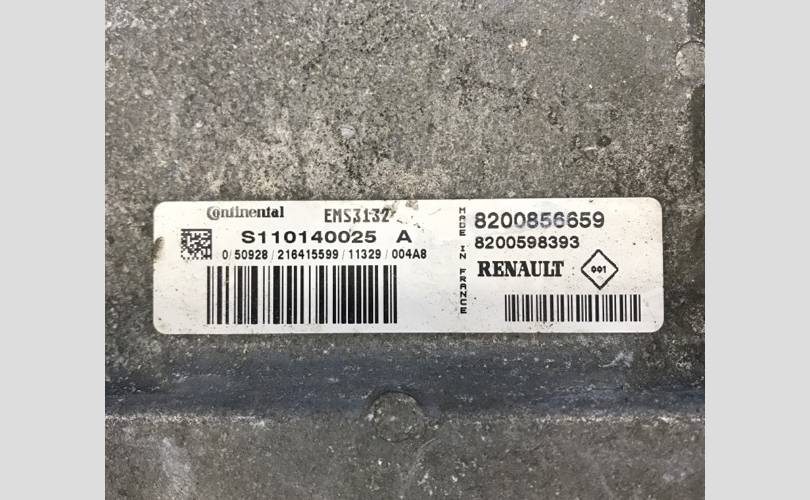 Continental EMS3132
S110140025 A
0/50928/216415599/11329/004A8
MADE IN FRANCE
8200856659
8200598393
RENAULT 001